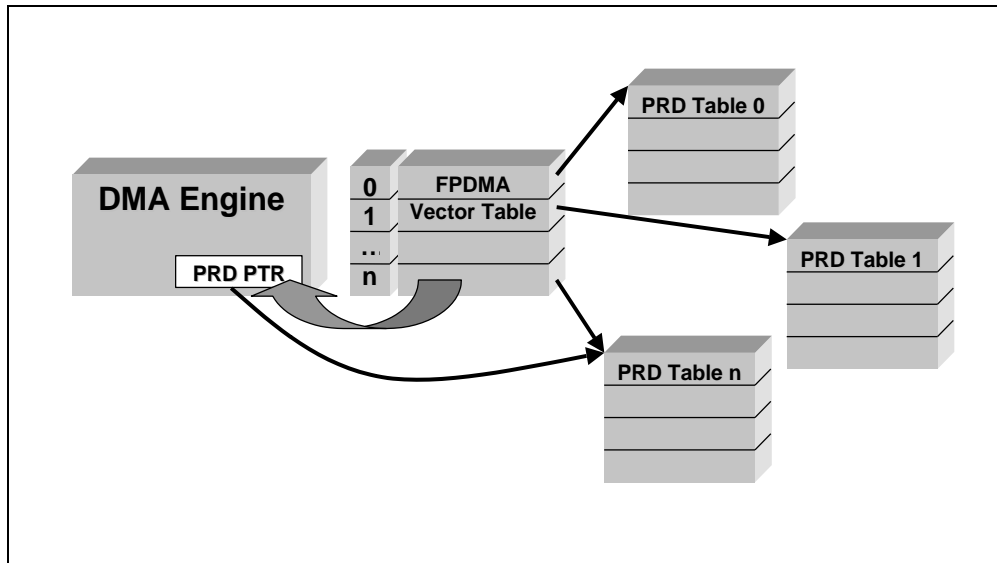 PRD Table 0
DMA Engine
PRD PTR
0
1
...
n
FPDMA
Vector Table
PRD Table 1
PRD Table n